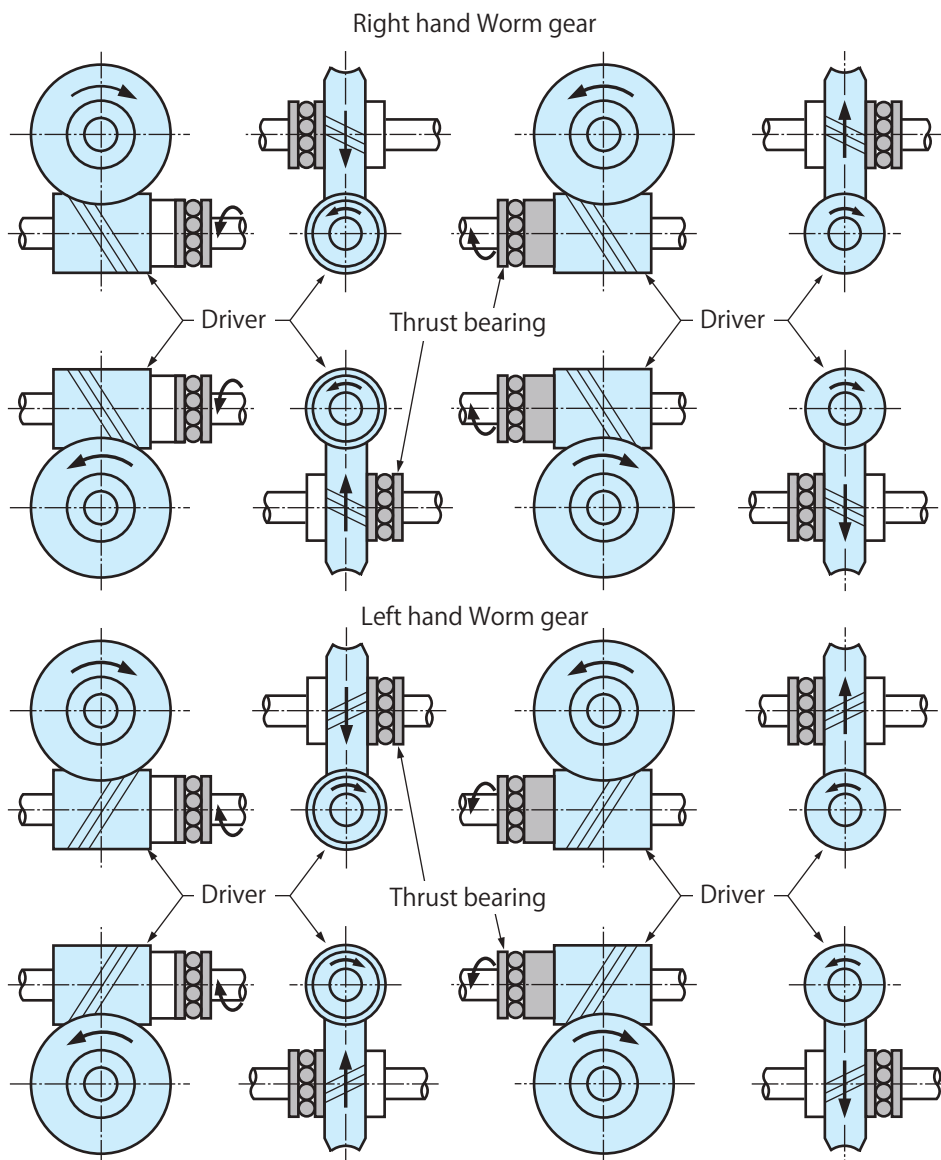 Right hand Worm gear
Driver
Thrust bearing
Driver
Left hand Worm gear
Driver
Thrust bearing
Driver